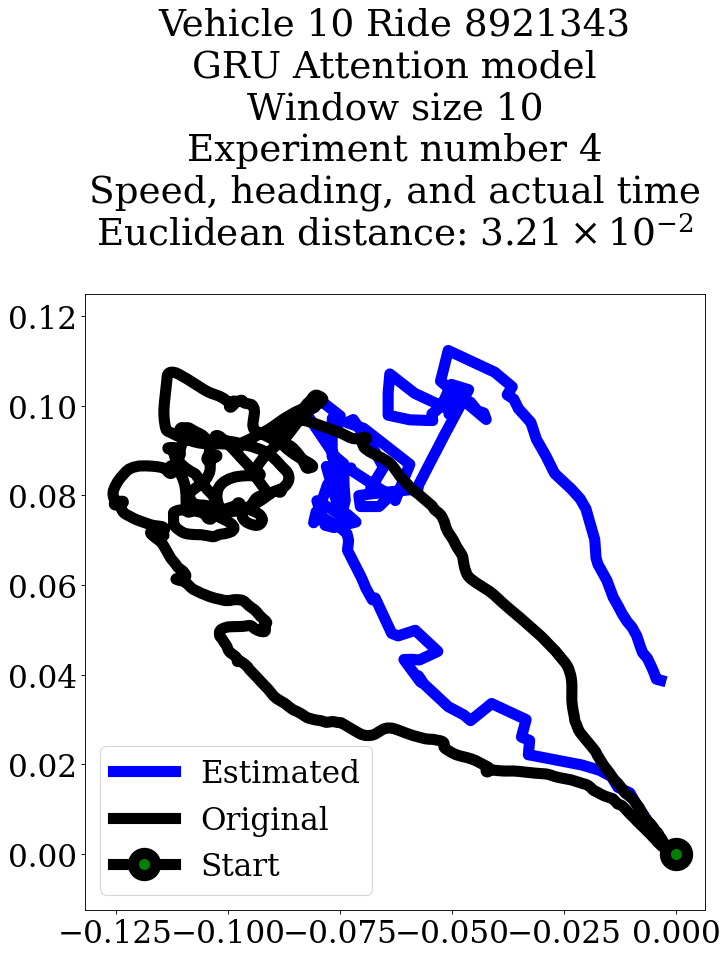 Vehicle 10 Ride 8921343
GRU Attention model
Window size 10
Experiment number 4
Speed, heading, and actual time
Euclidean distance: 3.21 × 10⁻²
0.12
0.10
0.08
0.06
0.04
0.02
0.00
Estimated
Original
Start
−0.125 −0.100 −0.075 −0.050 −0.025 0.000